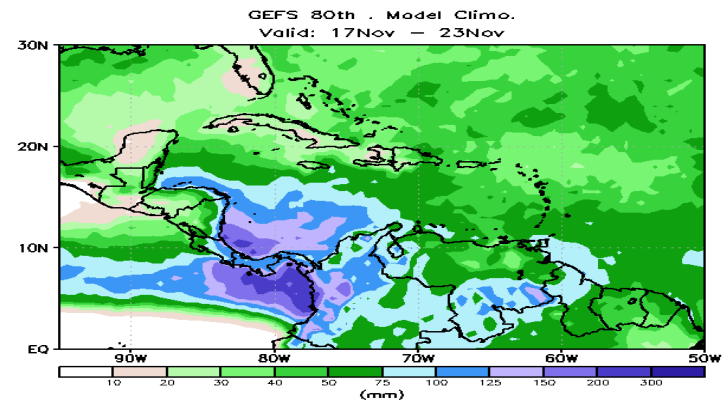 GEFS 80th . Model Climo.
Valid: 17Nov – 23Nov
30N
20N
10N
EQ
90W 80W 70W 60W 50W
10 20 30 40 50 75 100 125 150 200 300
(mm)